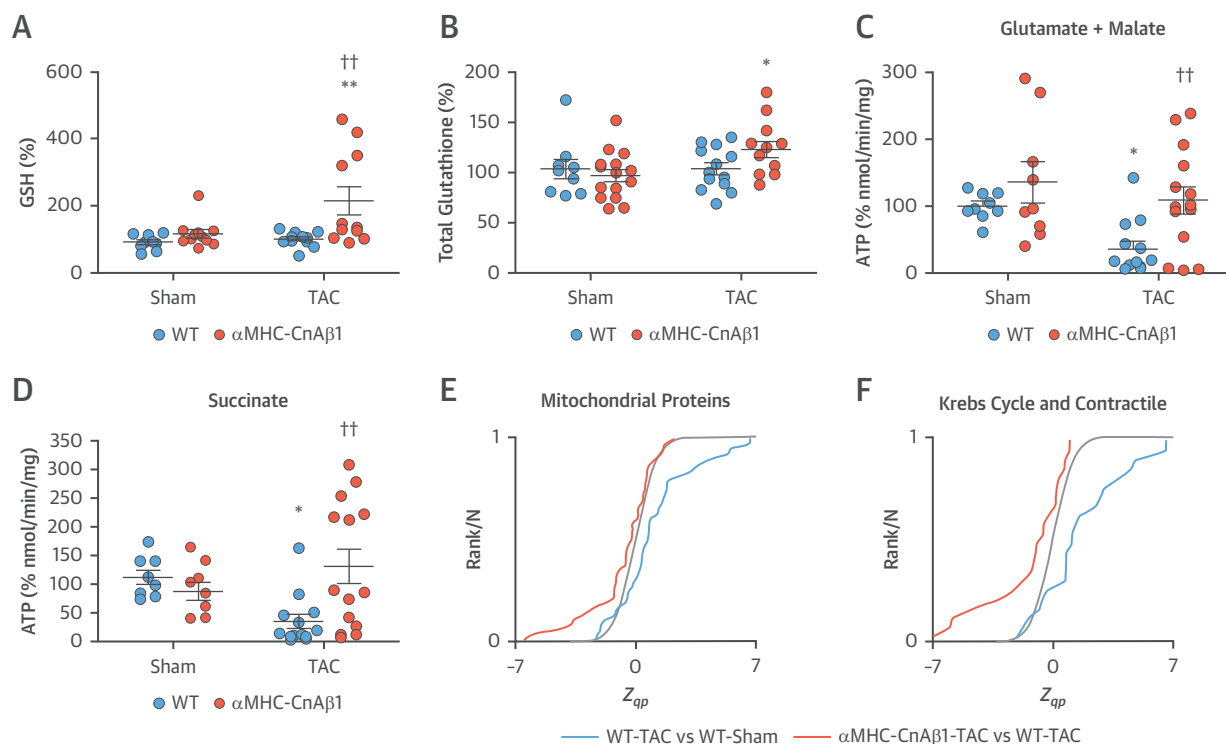 A
GSH (%)
600
400
200
0
††
**
Sham
TAC
WT
αMHC-CnAβ1
B
Total Glutathione (%)
200
150
100
50
0
*
Sham
TAC
WT
αMHC-CnAβ1
C
Glutamate + Malate
ATP (% nmol/min/mg)
300
200
100
0
*
††
Sham
TAC
WT
αMHC-CnAβ1
D
Succinate
ATP (% nmol/min/mg)
350
300
250
200
150
100
50
0
*
††
Sham
TAC
WT
αMHC-CnAβ1
E
Mitochondrial Proteins
Rank/N
1
1
−7
0
7
Zqp
F
Krebs Cycle and Contractile
Rank/N
1
1
−7
0
7
Zqp
WT-TAC vs WT-Sham
αMHC-CnAβ1-TAC vs WT-TAC